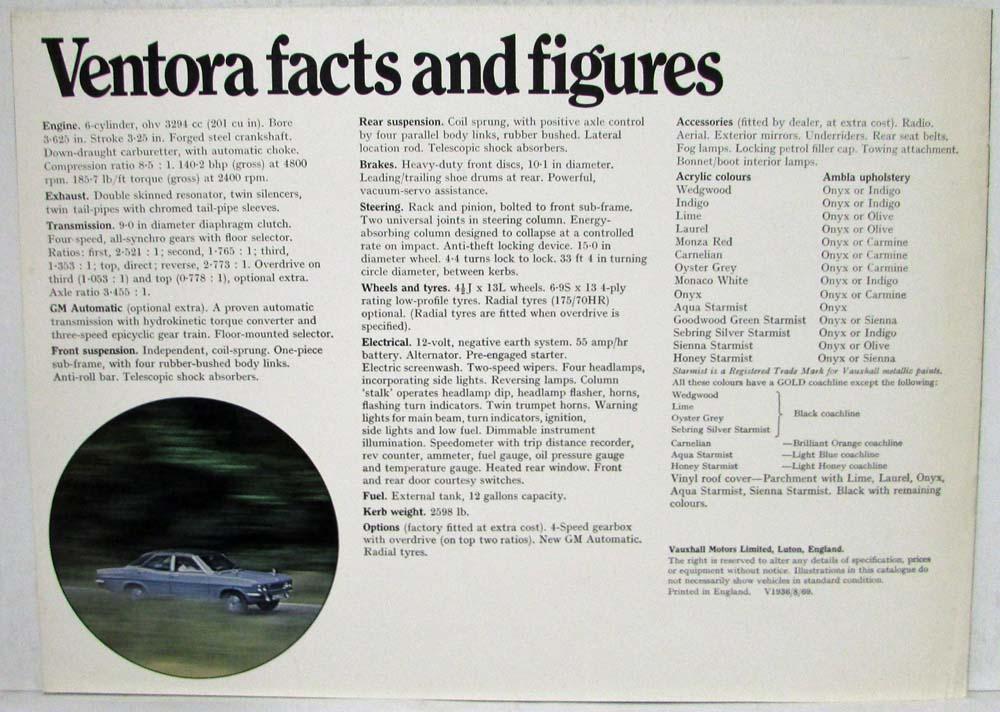 Ventora facts and figures
Engine. 6-cylinder, ohv 3294 cc (201 cu in). Bore
3·625 in. Stroke 3·25 in. Forged steel crankshaft.
Down-draught carburetter, with automatic choke.
Compression ratio 8·5 : 1. 140·2 bhp (gross) at 4800
rpm. 185·7 lb/ft torque (gross) at 2400 rpm.
Exhaust. Double skinned resonator, twin silencers,
twin tail-pipes with chromed tail-pipe sleeves.
Transmission. 9·0 in diameter diaphragm clutch.
Four-speed, all-synchro gears with floor selector.
Ratios: first, 2·521 : 1; second, 1·765 : 1; third,
1·353 : 1; top, direct; reverse, 2·773 : 1. Overdrive on
third (1·053 : 1) and top (0·778 : 1), optional extra.
Axle ratio 3·455 : 1.
GM Automatic (optional extra). A proven automatic
transmission with hydrokinetic torque converter and
three-speed epicyclic gear train. Floor-mounted selector.
Front suspension. Independent, coil-sprung. One-piece
sub-frame, with four rubber-bushed body links.
Anti-roll bar. Telescopic shock absorbers.
Rear suspension. Coil sprung, with positive axle control
by four parallel body links, rubber bushed. Lateral
location rod. Telescopic shock absorbers.
Brakes. Heavy-duty front discs, 10·1 in diameter.
Leading/trailing shoe drums at rear. Powerful,
vacuum-servo assistance.
Steering. Rack and pinion, bolted to front sub-frame.
Two universal joints in steering column. Energy-
absorbing column designed to collapse at a controlled
rate on impact. Anti-theft locking device. 15·0 in
diameter wheel. 4·4 turns lock to lock. 33 ft 4 in turning
circle diameter, between kerbs.
Wheels and tyres. 4½J x 13L wheels. 6·9S x 13 4-ply
rating low-profile tyres. Radial tyres (175/70HR)
optional. (Radial tyres are fitted when overdrive is
specified).
Electrical. 12-volt, negative earth system. 55 amp/hr
battery. Alternator. Pre-engaged starter.
Electric screenwash. Two-speed wipers. Four headlamps,
incorporating side lights. Reversing lamps. Column
'stalk' operates headlamp dip, headlamp flasher, horns,
flashing turn indicators. Twin trumpet horns. Warning
lights for main beam, turn indicators, ignition,
side lights and low fuel. Dimmable instrument
illumination. Speedometer with trip distance recorder,
rev counter, ammeter, fuel gauge, oil pressure gauge
and temperature gauge. Heated rear window. Front
and rear door courtesy switches.
Fuel. External tank, 12 gallons capacity.
Kerb weight. 2598 lb.
Options (factory fitted at extra cost). 4-Speed gearbox
with overdrive (on top two ratios). New GM Automatic.
Radial tyres.
Accessories (fitted by dealer, at extra cost). Radio.
Aerial. Exterior mirrors. Underriders. Rear seat belts.
Fog lamps. Locking petrol filler cap. Towing attachment.
Bonnet/boot interior lamps.
Acrylic colours Ambla upholstery
Wedgwood Onyx or Indigo
Indigo Onyx or Indigo
Lime Onyx or Olive
Laurel Onyx or Olive
Monza Red Onyx or Carmine
Carnelian Onyx or Carmine
Oyster Grey Onyx or Carmine
Monaco White Onyx or Indigo
Onyx Onyx or Carmine
Aqua Starmist Onyx
Goodwood Green Starmist Onyx or Sienna
Sebring Silver Starmist Onyx or Indigo
Sienna Starmist Onyx or Olive
Honey Starmist Onyx or Sienna
Starmist is a Registered Trade Mark for Vauxhall metallic paints.
All these colours have a GOLD coachline except the following:
Wedgwood
Lime
Oyster Grey
Sebring Silver Starmist
Black coachline
Carnelian —Brilliant Orange coachline
Aqua Starmist —Light Blue coachline
Honey Starmist —Light Honey coachline
Vinyl roof cover—Parchment with Lime, Laurel, Onyx,
Aqua Starmist, Sienna Starmist. Black with remaining
colours.
Vauxhall Motors Limited, Luton, England.
The right is reserved to alter any details of specification, prices
or equipment without notice. Illustrations in this catalogue do
not necessarily show vehicles in standard condition.
Printed in England. V1936/8/69.